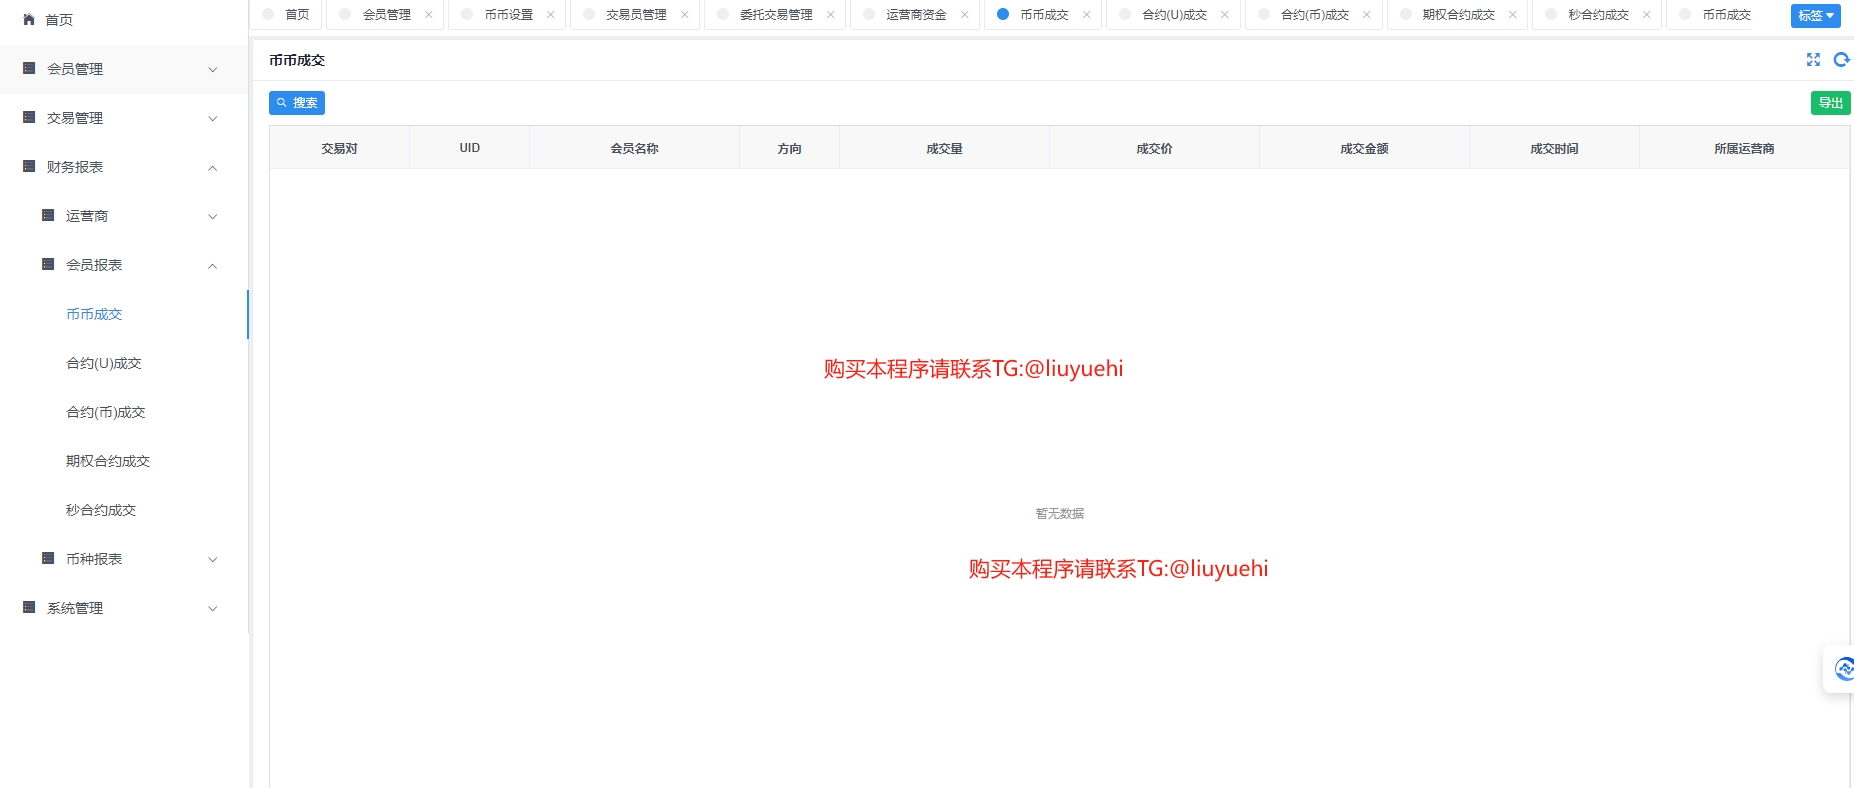 首页
会员管理
交易管理
财务报表
运营商
会员报表
币币成交
合约(U)成交
合约(币)成交
期权合约成交
秒合约成交
币种报表
系统管理
首页 会员管理 币币设置 交易员管理 委托交易管理 运营商资金 币币成交 合约(U)成交 合约(币)成交 期权合约成交 秒合约成交 币币成交 标签
币币成交
搜索
导出
交易对 UID 会员名称 方向 成交量 成交价 成交金额 成交时间 所属运营商
购买本程序请联系TG:@liuyuehi
暂无数据
购买本程序请联系TG:@liuyuehi